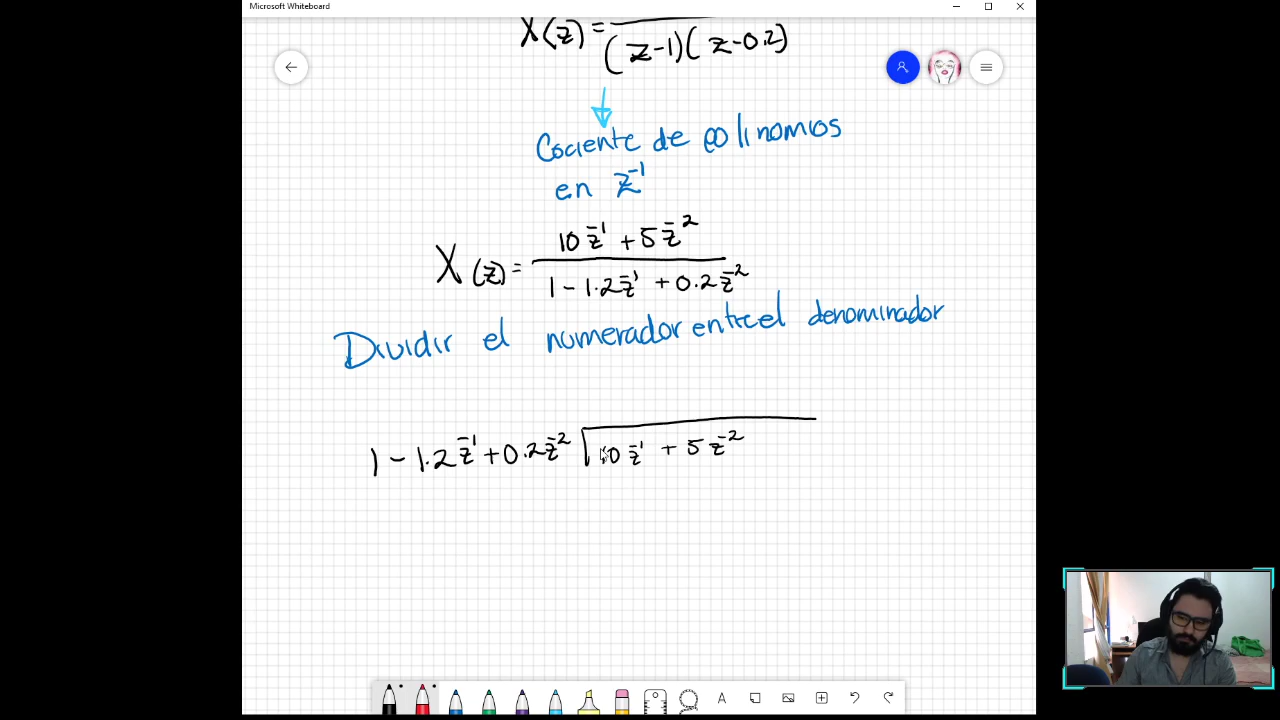 Microsoft Whiteboard
X(z) =
(z-1)(z-0.2)
Cociente de polinomios
en z⁻¹
10z⁻¹ + 5z⁻²
X(z) =
1 - 1.2z⁻¹ + 0.2z⁻²
Dividir el numerador entre el denominador
1 - 1.2z⁻¹ + 0.2z⁻² 10z⁻¹ + 5z⁻²